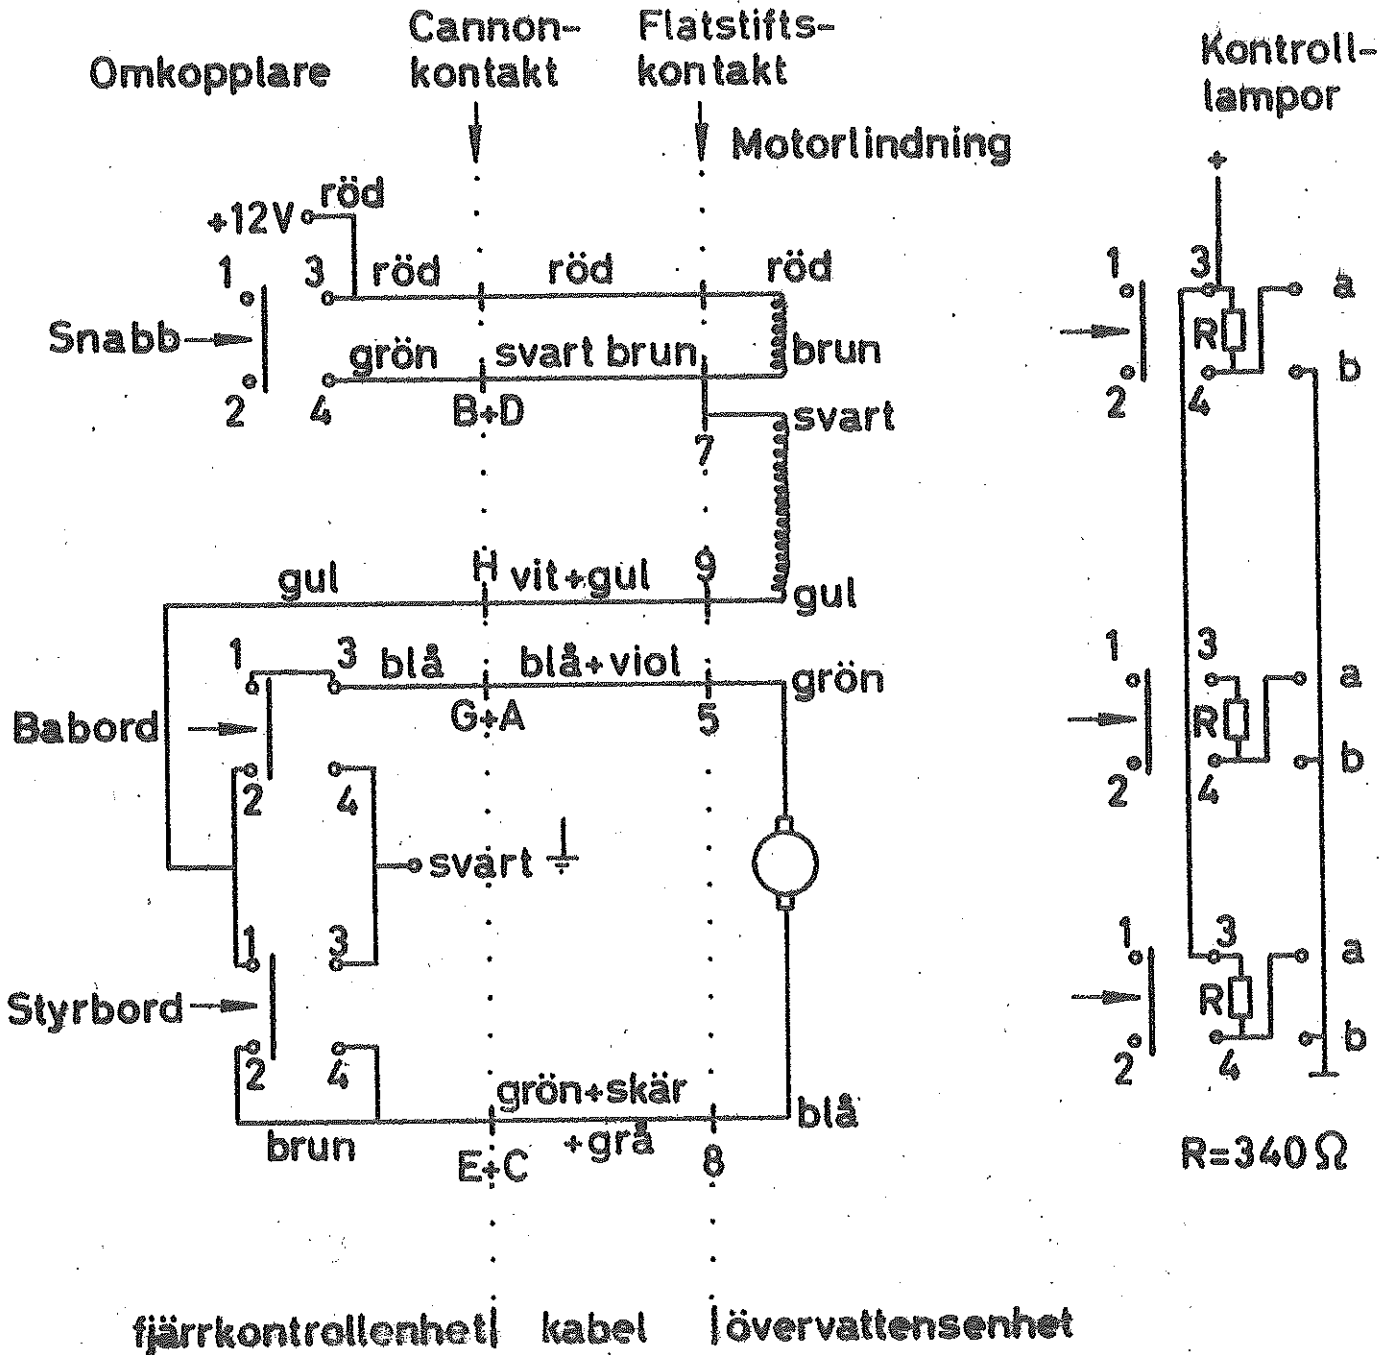 Omkopplare
Cannon-
kontakt
Flatstifts-
kontakt
Motorlindning
Kontroll-
lampor
+
+12V
röd
1
3
röd
röd
röd
Snabb
grön
svart brun
brun
2
4
B+D
svart
7
gul
H
vit+gul
9
gul
1
3
blå
blå+viol
grön
G+A
5
Babord
2
4
svart
1
3
Styrbord
2
4
grön+skär
+grå
blå
brun
E+C
8
1
3
R
a
b
2
4
1
3
R
a
b
2
4
1
3
R
a
b
2
4
R=340Ω
fjärrkontrollenhet
kabel
övervattensenhet